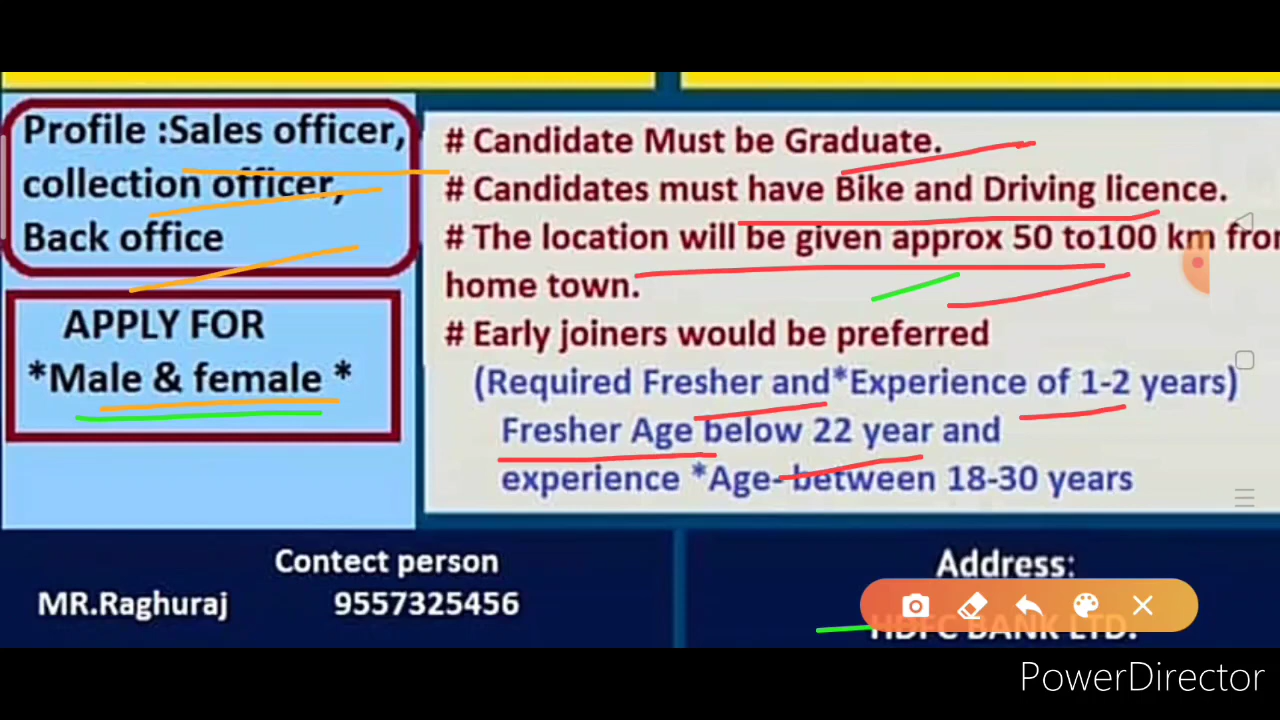 Profile :Sales officer,
collection officer,
Back office
APPLY FOR
*Male & female *
# Candidate Must be Graduate.
# Candidates must have Bike and Driving licence.
# The location will be given approx 50 to100 km from
home town.
# Early joiners would be preferred
(Required Fresher and*Experience of 1-2 years)
Fresher Age below 22 year and
experience *Age- between 18-30 years
Contect person
MR.Raghuraj 9557325456
Address:
HDFC BANK LTD.
PowerDirector